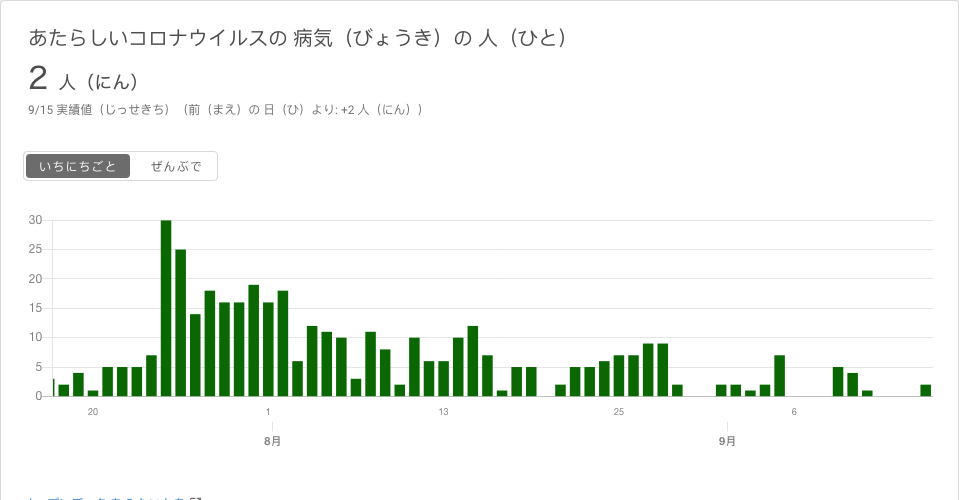 あたらしいコロナウイルスの 病気（びょうき）の 人（ひと）
2 人（にん）
9/15 実績値（じっせきち）（前（まえ）の 日（ひ）より: +2 人（にん））
いちにちごと ぜんぶで
30
25
20
15
10
5
0
20 1 13 25 6
8月 9月